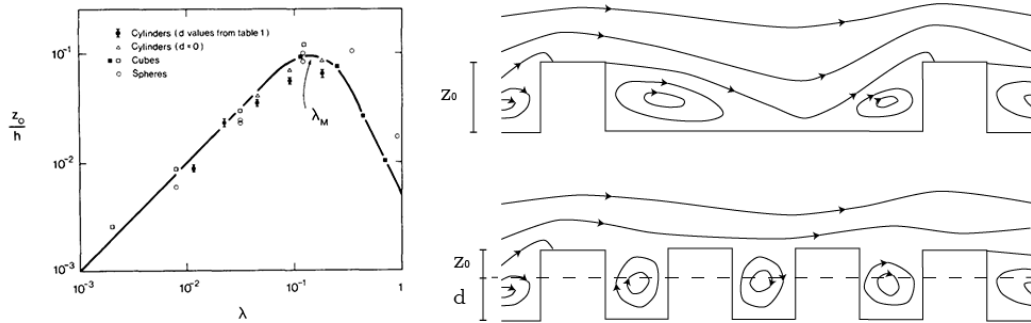 10⁻¹
Cylinders (d values from table 1)
Cylinders (d = 0)
Cubes
Spheres
z₀
h
λ_M
10⁻²
10⁻³
10⁻³
10⁻²
10⁻¹
1
λ
z₀
z₀
d